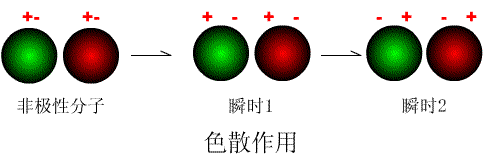 +- +- + - + - - + - +
非极性分子 瞬时1 瞬时2
色散作用